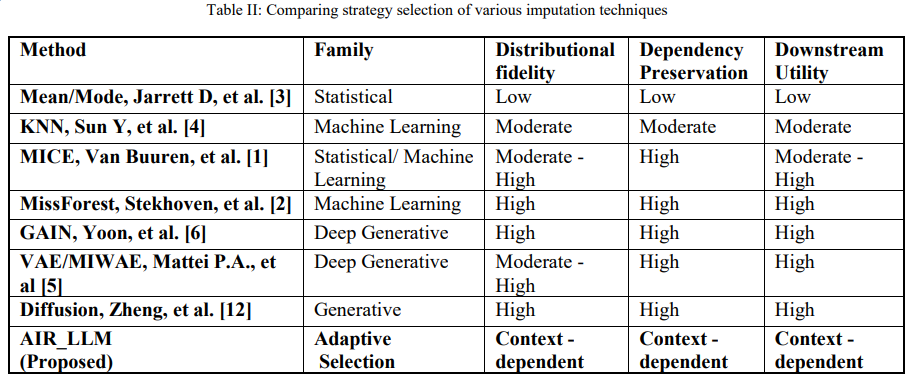 Table II: Comparing strategy selection of various imputation techniques
Method Family Distributional fidelity Dependency Preservation Downstream Utility
Mean/Mode, Jarrett D, et al. [3] Statistical Low Low Low
KNN, Sun Y, et al. [4] Machine Learning Moderate Moderate Moderate
MICE, Van Buuren, et al. [1] Statistical/ Machine Learning Moderate - High High Moderate - High
MissForest, Stekhoven, et al. [2] Machine Learning High High High
GAIN, Yoon, et al. [6] Deep Generative High High High
VAE/MIWAE, Mattei P.A., et al [5] Deep Generative Moderate - High High High
Diffusion, Zheng, et al. [12] Generative High High High
AIR_LLM (Proposed) Adaptive Selection Context - dependent Context - dependent Context - dependent